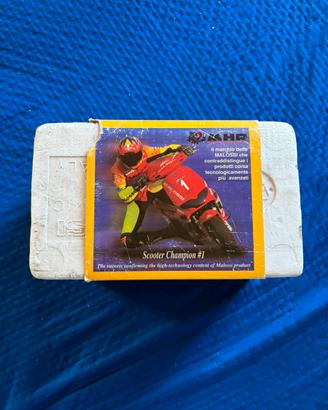 MHR
Il marchio della
MALOSSI che
contraddistingue i
prodotti corsa
tecnologicamente
più avanzati
1
Scooter Champion #1
The success confirming the high-technology content of Malossi product